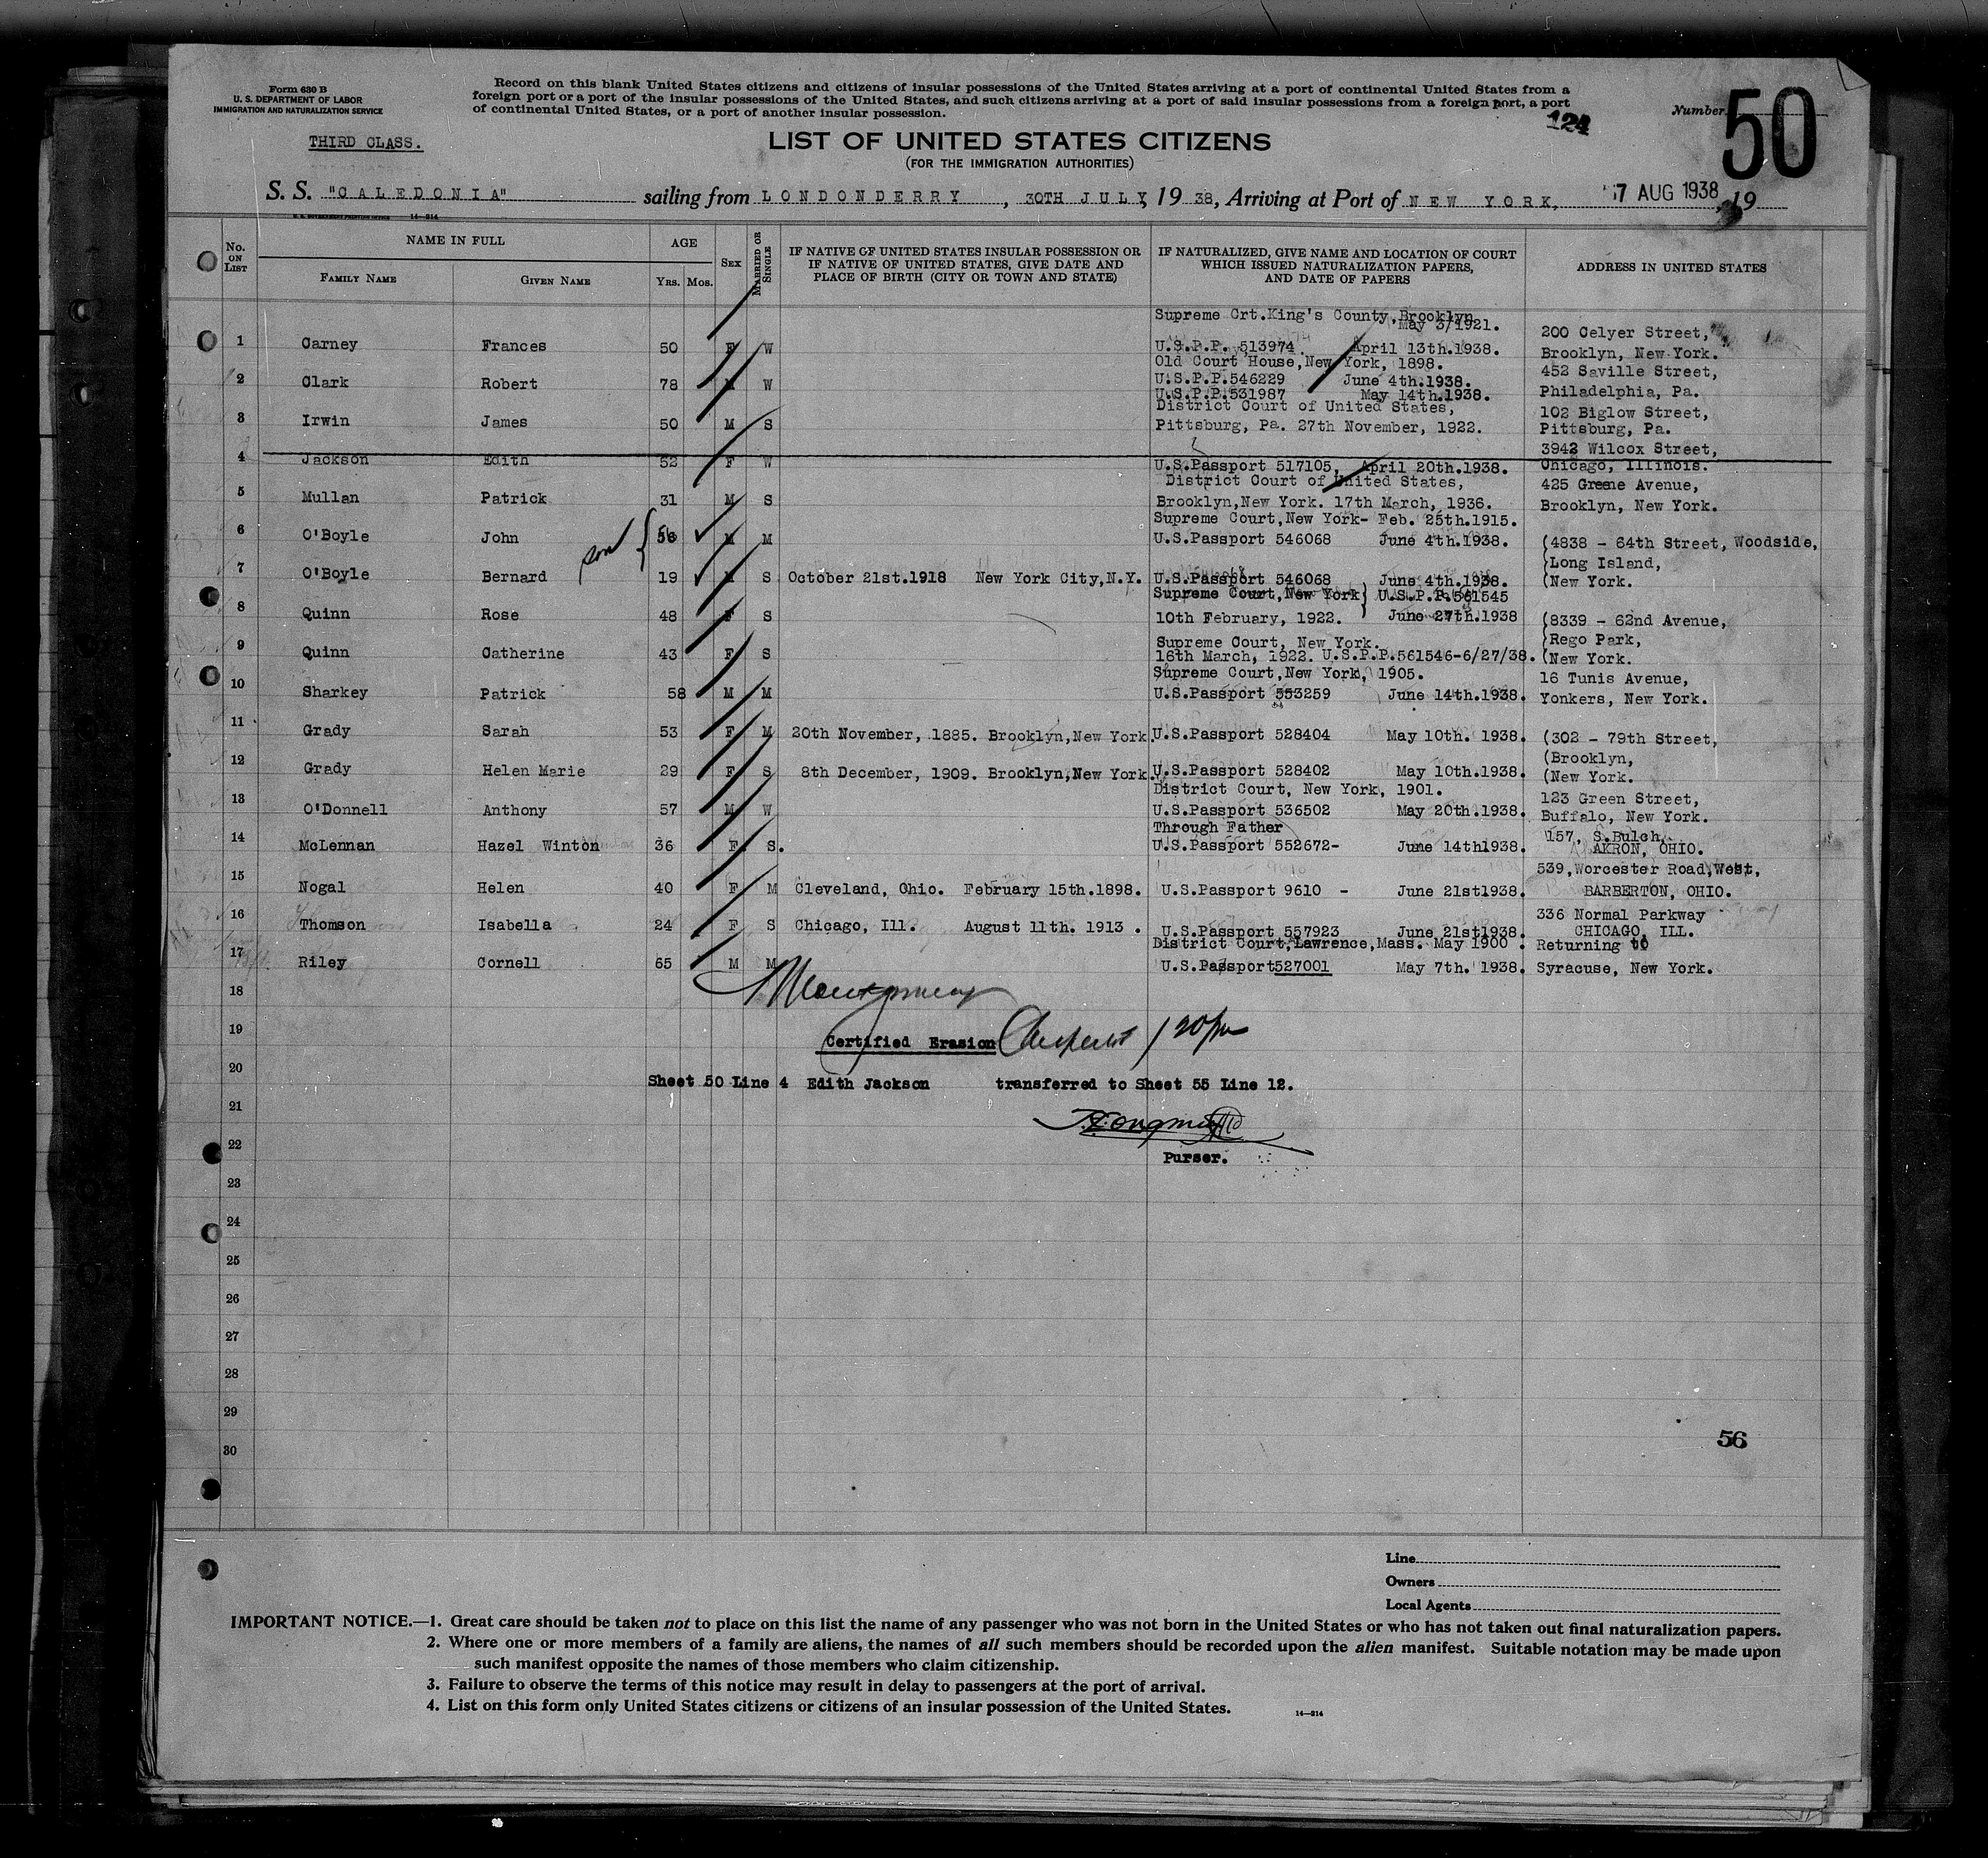 Form 630 B
U. S. DEPARTMENT OF LABOR
IMMIGRATION AND NATURALIZATION SERVICE
THIRD CLASS.
Record on this blank United States citizens and citizens of insular possessions of the United States arriving at a port of continental United States from a
foreign port or a port of the insular possessions of the United States, and such citizens arriving at a port of said insular possessions from a foreign port, a port
of continental United States, or a port of another insular possession.
124
Number 50
LIST OF UNITED STATES CITIZENS
(FOR THE IMMIGRATION AUTHORITIES)
S. S. "CALEDONIA" sailing from LONDONDERRY, 30TH JULY, 19 38, Arriving at Port of NEW YORK, 7 AUG 1938, 19
U. S. GOVERNMENT PRINTING OFFICE 14—214
No. ON LIST
NAME IN FULL
FAMILY NAME
GIVEN NAME
AGE
YRS. MOS.
SEX
MARRIED OR SINGLE
IF NATIVE OF UNITED STATES INSULAR POSSESSION OR
IF NATIVE OF UNITED STATES, GIVE DATE AND
PLACE OF BIRTH (CITY OR TOWN AND STATE)
IF NATURALIZED, GIVE NAME AND LOCATION OF COURT
WHICH ISSUED NATURALIZATION PAPERS,
AND DATE OF PAPERS
ADDRESS IN UNITED STATES
Supreme Crt.King's County,Brooklyn
May 3/1921.
200 Celyer Street,
1 Carney Frances 50 F W U.S.P.P. 513974 April 13th.1938.
Brooklyn, New York.
Old Court House,New York, 1898.
452 Saville Street,
2 Clark Robert 78 M W U.S.P.P.546229 June 4th.1938.
Philadelphia, Pa.
U.S.P.P.531987 May 14th.1938.
District Court of United States,
102 Biglow Street,
3 Irwin James 50 M S Pittsburg, Pa. 27th November, 1922.
Pittsburg, Pa.
3942 Wilcox Street,
4 Jackson Edith 52 F W U.S.Passport 517105, April 20th.1938.
Chicago, Illinois.
District Court of United States,
425 Greene Avenue,
5 Mullan Patrick 31 M S Brooklyn,New York. 17th March, 1936.
Brooklyn, New York.
Supreme Court,New York- Feb. 25th.1915.
6 O'Boyle John 56 M M U.S.Passport 546068 June 4th.1938.
(4838 - 64th Street, Woodside,
son
Long Island,
7 O'Boyle Bernard 19 M S October 21st.1918 New York City,N.Y. U.S.Passport 546068 June 4th.1938.
(New York.
Supreme Court,New York U.S.P.P.561545
8 Quinn Rose 48 F S 10th February, 1922. June 27th.1938
(8339 - 62nd Avenue,
Supreme Court, New York.
Rego Park,
9 Quinn Catherine 43 F S 16th March, 1922. U.S.P.P.561546-6/27/38.
(New York.
Supreme Court,New York, 1905.
16 Tunis Avenue,
10 Sharkey Patrick 58 M M U.S.Passport 553259 June 14th.1938.
Yonkers, New York.
11 Grady Sarah 53 F M 20th November, 1885. Brooklyn,New York. U.S.Passport 528404 May 10th. 1938.
(302 - 79th Street,
(Brooklyn,
12 Grady Helen Marie 29 F S 8th December, 1909. Brooklyn,New York. U.S.Passport 528402 May 10th.1938.
(New York.
District Court, New York, 1901.
123 Green Street,
13 O'Donnell Anthony 57 M W U.S.Passport 536502 May 20th.1938.
Buffalo, New York.
Through Father
157, S.Bulch,
14 McLennan Hazel Winton 36 F S. U.S.Passport 552672- June 14th1938.
AKRON, OHIO.
539,Worcester Road,West,
15 Nogal Helen 40 F M Cleveland, Ohio. February 15th.1898. U.S.Passport 9610 - June 21st1938.
BARBERTON, OHIO.
336 Normal Parkway
16 Thomson Isabella 24 F S Chicago, Ill. August 11th. 1913 . U.S.Passport 557923 June 21st1938.
CHICAGO, ILL.
District Court,Lawrence,Mass. May 1900 .
Returning to
17 Riley Cornell 65 M M U.S.Passport527001 May 7th. 1938.
Syracuse, New York.
18
19
Certified Erasion
20
Sheet 50 Line 4 Edith Jackson transferred to Sheet 55 Line 12.
21
22
Purser.
23
24
25
26
27
28
29
30
56
Line
Owners
Local Agents
IMPORTANT NOTICE.—1. Great care should be taken not to place on this list the name of any passenger who was not born in the United States or who has not taken out final naturalization papers.
2. Where one or more members of a family are aliens, the names of all such members should be recorded upon the alien manifest. Suitable notation may be made upon
such manifest opposite the names of those members who claim citizenship.
3. Failure to observe the terms of this notice may result in delay to passengers at the port of arrival.
4. List on this form only United States citizens or citizens of an insular possession of the United States.
14—214